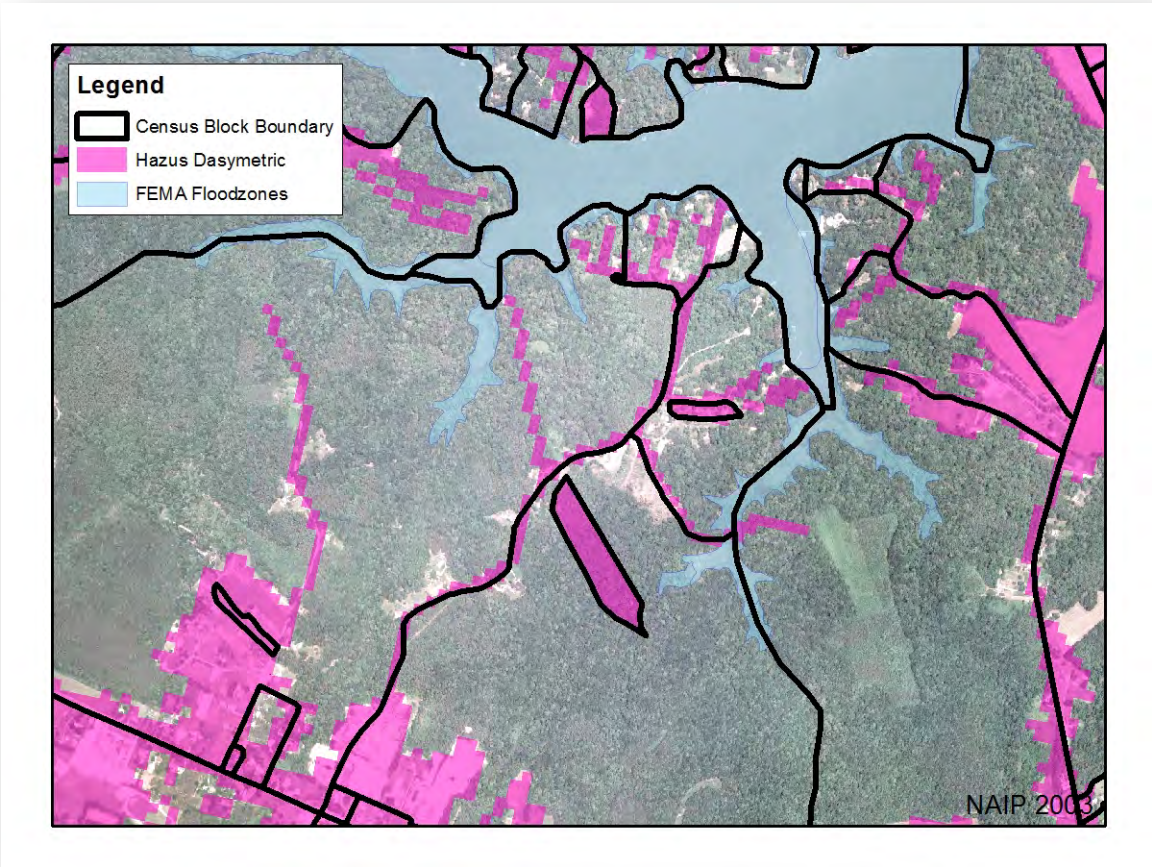 Legend
Census Block Boundary
Hazus Dasymetric
FEMA Floodzones
NAIP 2003